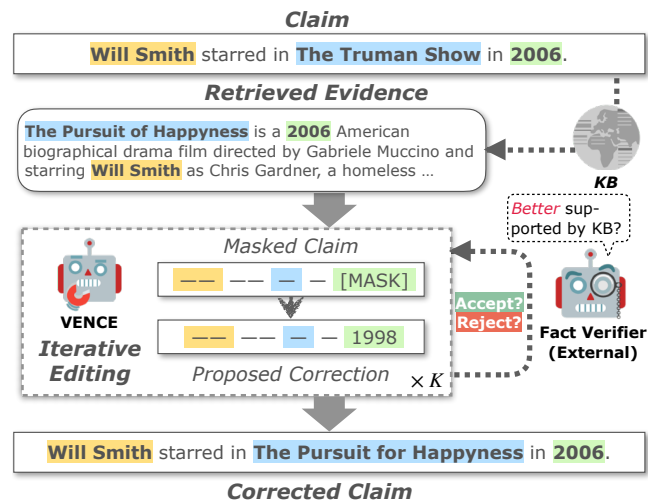 Claim
Will Smith starred in The Truman Show in 2006.
Retrieved Evidence
The Pursuit of Happyness is a 2006 American
biographical drama film directed by Gabriele Muccino and
starring Will Smith as Chris Gardner, a homeless ...
KB
Better sup-
ported by KB?
Masked Claim
—— —— — — [MASK]
VENCE
Iterative
Editing
Accept?
Reject?
Fact Verifier
(External)
—— —— — — 1998
Proposed Correction
× K
Will Smith starred in The Pursuit for Happyness in 2006.
Corrected Claim